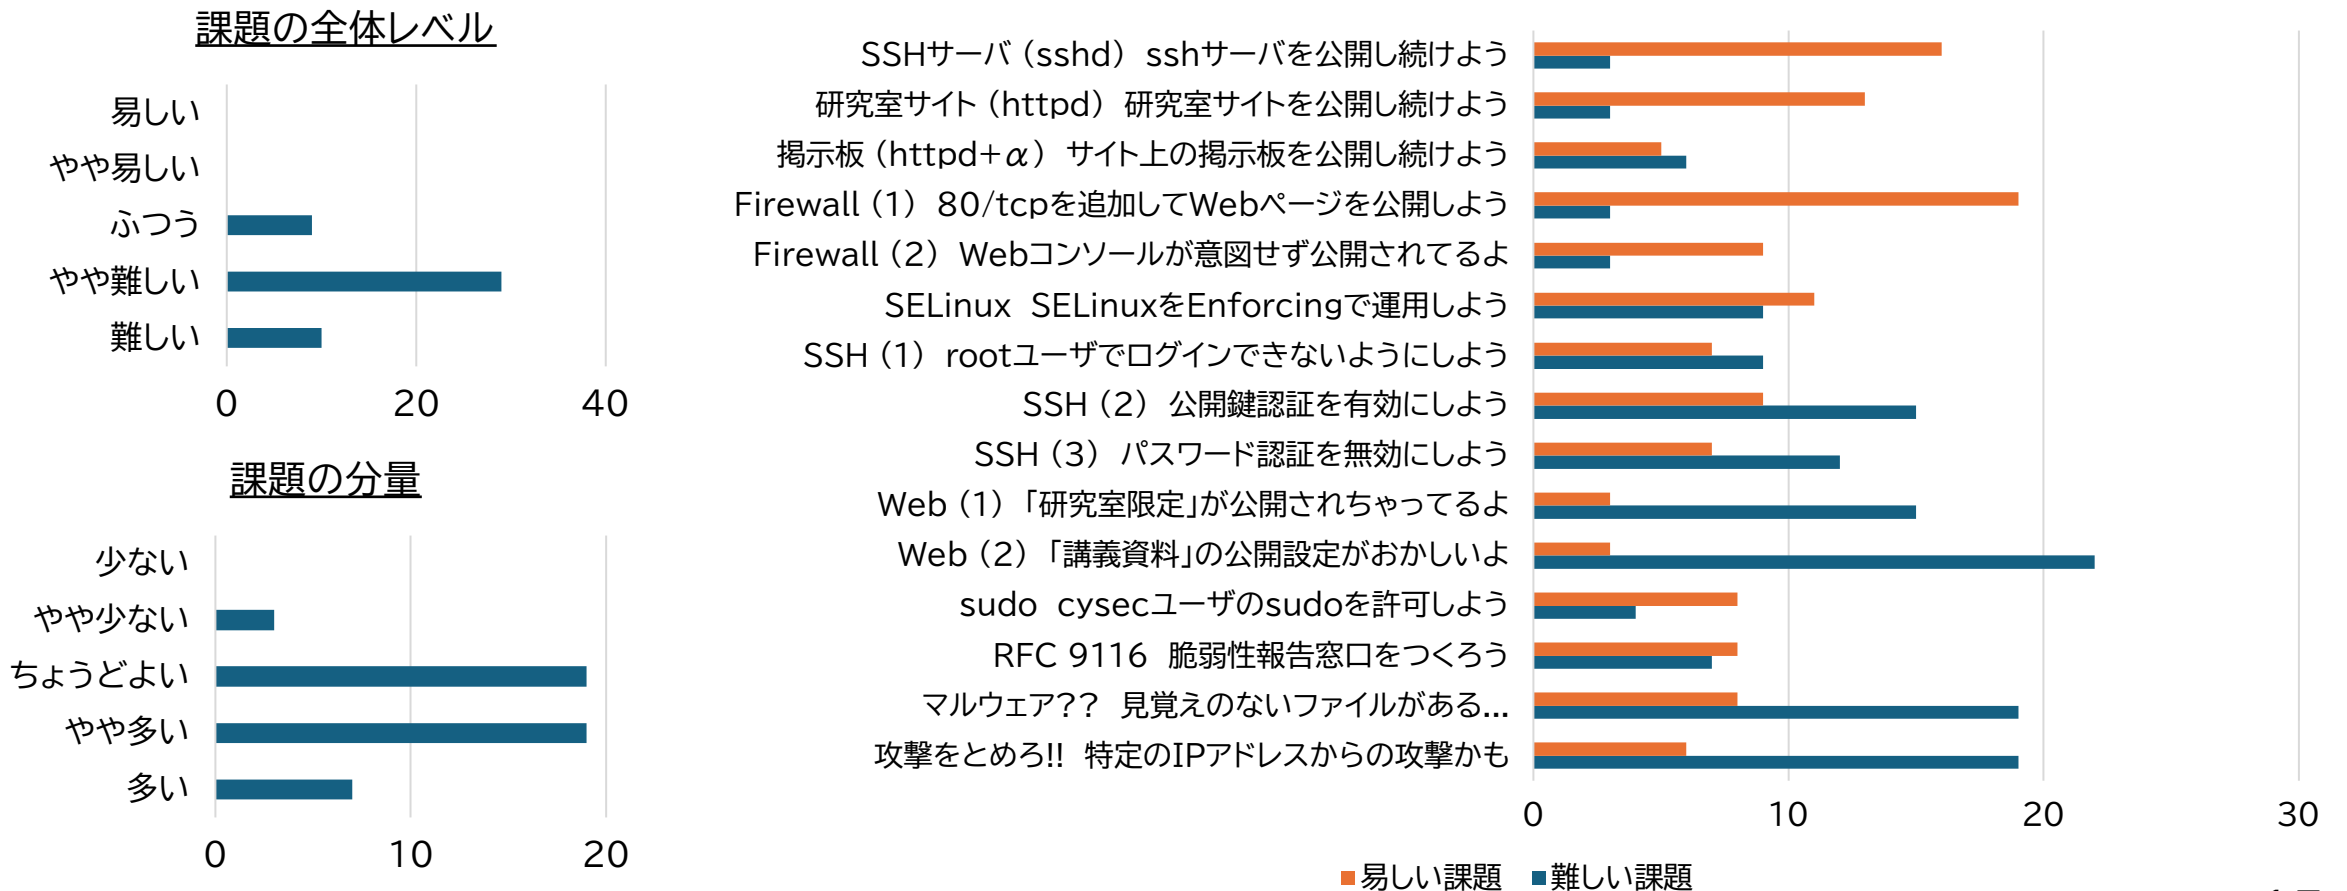 課題の全体レベル
易しい
やや易しい
ふつう
やや難しい
難しい
0 20 40
課題の分量
少ない
やや少ない
ちょうどよい
やや多い
多い
0 10 20
SSHサーバ（sshd） sshサーバを公開し続けよう
研究室サイト（httpd） 研究室サイトを公開し続けよう
掲示板（httpd+α） サイト上の掲示板を公開し続けよう
Firewall（1） 80/tcpを追加してWebページを公開しよう
Firewall（2） Webコンソールが意図せず公開されてるよ
SELinux SELinuxをEnforcingで運用しよう
SSH（1） rootユーザでログインできないようにしよう
SSH（2） 公開鍵認証を有効にしよう
SSH（3） パスワード認証を無効にしよう
Web（1） 「研究室限定」が公開されちゃってるよ
Web（2） 「講義資料」の公開設定がおかしいよ
sudo cysecユーザのsudoを許可しよう
RFC 9116 脆弱性報告窓口をつくろう
マルウェア?? 見覚えのないファイルがある...
攻撃をとめろ!! 特定のIPアドレスからの攻撃かも
0 10 20 30
易しい課題 難しい課題